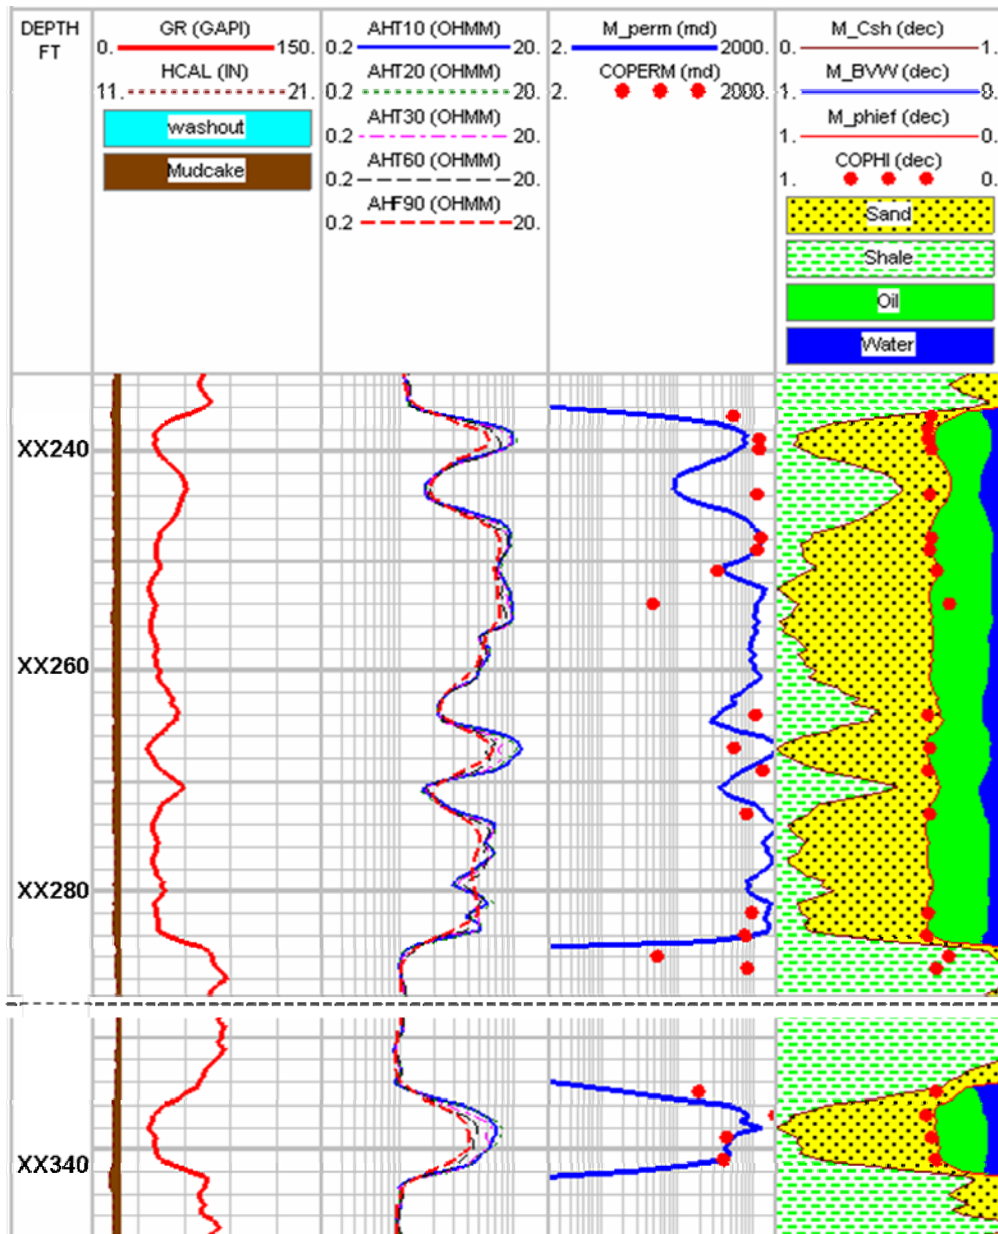 DEPTH
FT
GR (GAPI)
0. 150.
HCAL (IN)
11. 21.
washout
Mudcake
AHT10 (OHMM)
0.2 20.
AHT20 (OHMM)
0.2 20.
AHT30 (OHMM)
0.2 20.
AHT60 (OHMM)
0.2 20.
AHF90 (OHMM)
0.2 20.
M_perm (md)
2. 2000.
COPERM (md)
2. 2000.
M_Csh (dec)
0. 1.
M_BVW (dec)
1. 0.
M_phief (dec)
1. 0.
COPHI (dec)
1. 0.
Sand
Shale
Oil
Water
XX240
XX260
XX280
XX340